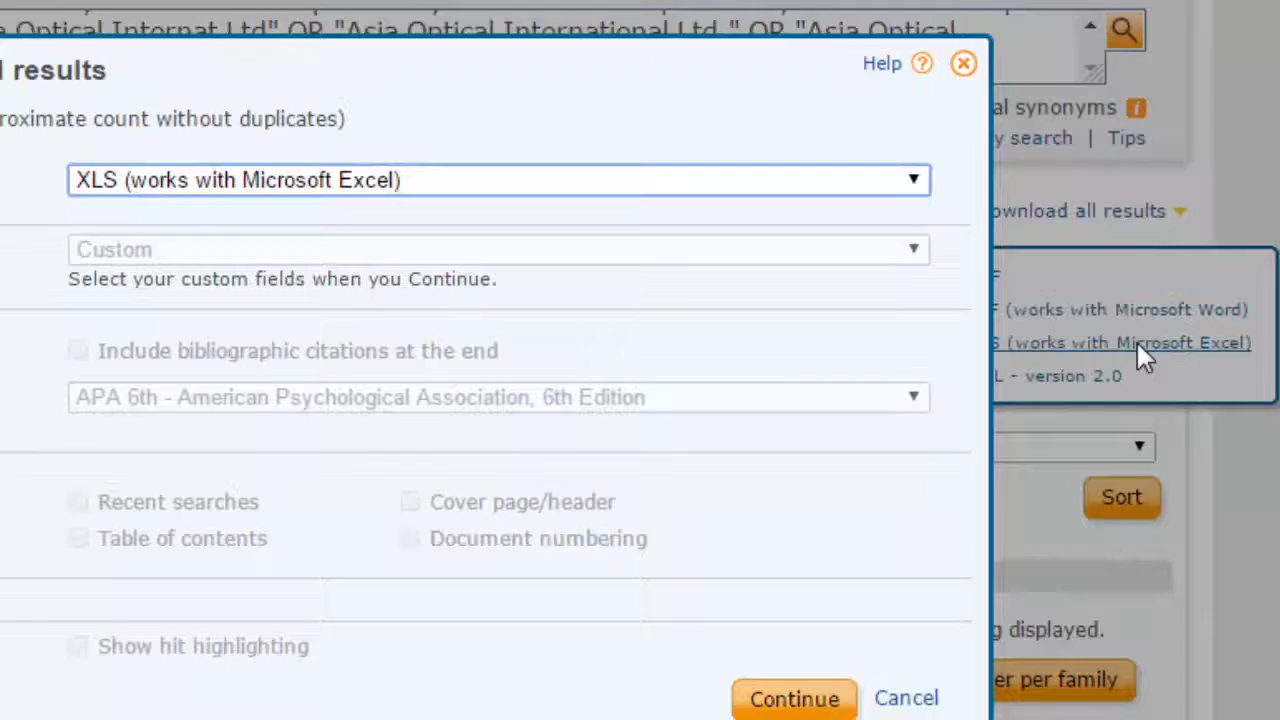 Optical Internat Ltd" OR "Asia Optical International Ltd." OR "Asia Optical
results
Help ?
oximate count without duplicates)
al synonyms i
y search | Tips
XLS (works with Microsoft Excel)
ownload all results
Custom
Select your custom fields when you Continue.
F
F (works with Microsoft Word)
S (works with Microsoft Excel)
L - version 2.0
Include bibliographic citations at the end
APA 6th - American Psychological Association, 6th Edition
Sort
Recent searches
Cover page/header
Table of contents
Document numbering
g displayed.
Show hit highlighting
er per family
Continue
Cancel